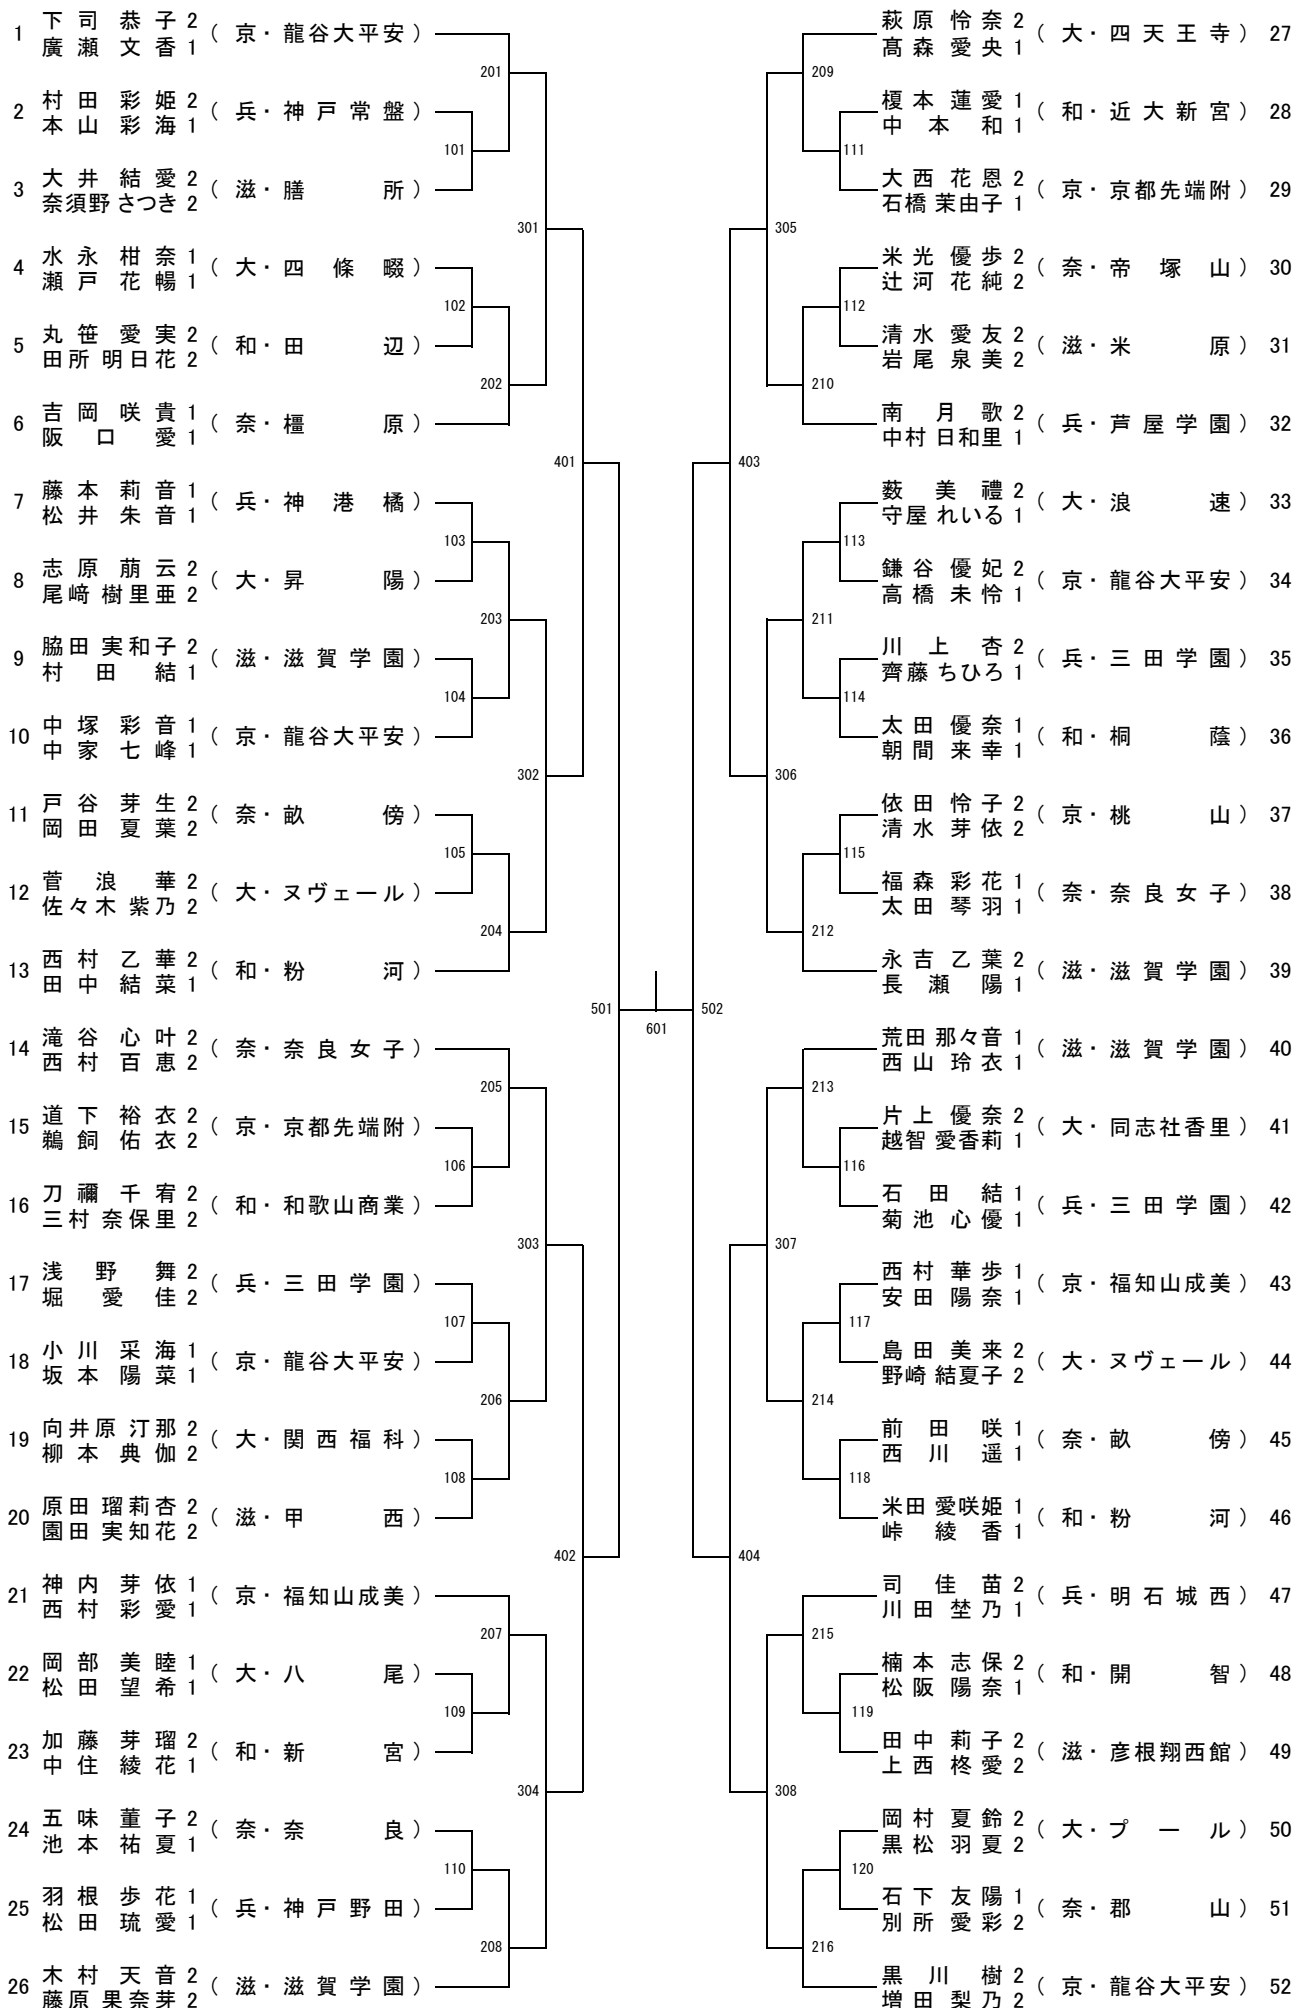 1 下司 恭子 2 ( 京・龍谷大平安 )
廣瀬 文香 1
201
2 村田 彩姫 2 ( 兵・神戸常盤 )
本山 彩海 1
101
3 大井 結愛 2 ( 滋・膳所 )
奈須野 さつき 2
301
4 水永 柑奈 1 ( 大・四條畷 )
瀬戸 花暢 1
102
5 丸笹 愛実 2 ( 和・田辺 )
田所 明日花 2
202
6 吉岡 咲貴 1 ( 奈・橿原 )
阪口 愛 1
401
7 藤本 莉音 1 ( 兵・神港橘 )
松井 朱音 1
103
8 志原 萠云 2 ( 大・昇陽 )
尾﨑 樹里亜 2
203
9 脇田 実和子 2 ( 滋・滋賀学園 )
村田 結 1
104
10 中塚 彩音 1 ( 京・龍谷大平安 )
中家 七峰 1
302
11 戸谷 芽生 2 ( 奈・畝傍 )
岡田 夏葉 2
105
12 菅 浪華 2 ( 大・ヌヴェール )
佐々木 紫乃 2
204
13 西村 乙華 2 ( 和・粉河 )
田中 結菜 1
501
14 滝谷 心叶 2 ( 奈・奈良女子 )
西村 百恵 2
205
15 道下 裕衣 2 ( 京・京都先端附 )
鵜飼 佑衣 2
106
16 刀禰 千宥 2 ( 和・和歌山商業 )
三村 奈保里 2
303
17 浅野 舞 2 ( 兵・三田学園 )
堀 愛佳 2
107
18 小川 采海 1 ( 京・龍谷大平安 )
坂本 陽菜 1
206
19 向井原 汀那 2 ( 大・関西福科 )
柳本 典伽 2
108
20 原田 瑠莉杏 2 ( 滋・甲西 )
園田 実知花 2
402
21 神内 芽依 1 ( 京・福知山成美 )
西村 彩愛 1
207
22 岡部 美睦 1 ( 大・八尾 )
松田 望希 1
109
23 加藤 芽瑠 2 ( 和・新宮 )
中住 綾花 1
304
24 五味 董子 2 ( 奈・奈良 )
池本 祐夏 1
110
25 羽根 歩花 1 ( 兵・神戸野田 )
松田 琉愛 1
208
26 木村 天音 2 ( 滋・滋賀学園 )
藤原 果奈芽 2
601
萩原 怜奈 2 ( 大・四天王寺 ) 27
髙森 愛央 1
209
榎本 蓮愛 1 ( 和・近大新宮 ) 28
中本 和 1
111
大西 花恩 2 ( 京・京都先端附 ) 29
石橋 茉由子 1
305
米光 優歩 2 ( 奈・帝塚山 ) 30
辻河 花純 2
112
清水 愛友 2 ( 滋・米原 ) 31
岩尾 泉美 2
210
南 月歌 2 ( 兵・芦屋学園 ) 32
中村 日和里 1
403
薮 美禮 2 ( 大・浪速 ) 33
守屋 れいる 1
113
鎌谷 優妃 2 ( 京・龍谷大平安 ) 34
高橋 未怜 1
211
川上 杏 2 ( 兵・三田学園 ) 35
齊藤 ちひろ 1
114
太田 優奈 1 ( 和・桐蔭 ) 36
朝間 来幸 1
306
依田 怜子 2 ( 京・桃山 ) 37
清水 芽依 2
115
福森 彩花 1 ( 奈・奈良女子 ) 38
太田 琴羽 1
212
永吉 乙葉 2 ( 滋・滋賀学園 ) 39
長瀬 陽 1
502
荒田 那々音 1 ( 滋・滋賀学園 ) 40
西山 玲衣 1
213
片上 優奈 2 ( 大・同志社香里 ) 41
越智 愛香莉 1
116
石田 結 1 ( 兵・三田学園 ) 42
菊池 心優 1
307
西村 華歩 1 ( 京・福知山成美 ) 43
安田 陽奈 1
117
島田 美来 2 ( 大・ヌヴェール ) 44
野崎 結夏子 2
214
前田 咲 1 ( 奈・畝傍 ) 45
西川 遥 1
118
米田 愛咲姫 1 ( 和・粉河 ) 46
峠 綾香 1
404
司 佳苗 2 ( 兵・明石城西 ) 47
川田 埜乃 1
215
楠本 志保 2 ( 和・開智 ) 48
松阪 陽奈 1
119
田中 莉子 2 ( 滋・彦根翔西館 ) 49
上西 柊愛 2
308
岡村 夏鈴 2 ( 大・プール ) 50
黒松 羽夏 2
120
石下 友陽 1 ( 奈・郡山 ) 51
別所 愛彩 2
216
黒川 樹 2 ( 京・龍谷大平安 ) 52
増田 梨乃 2